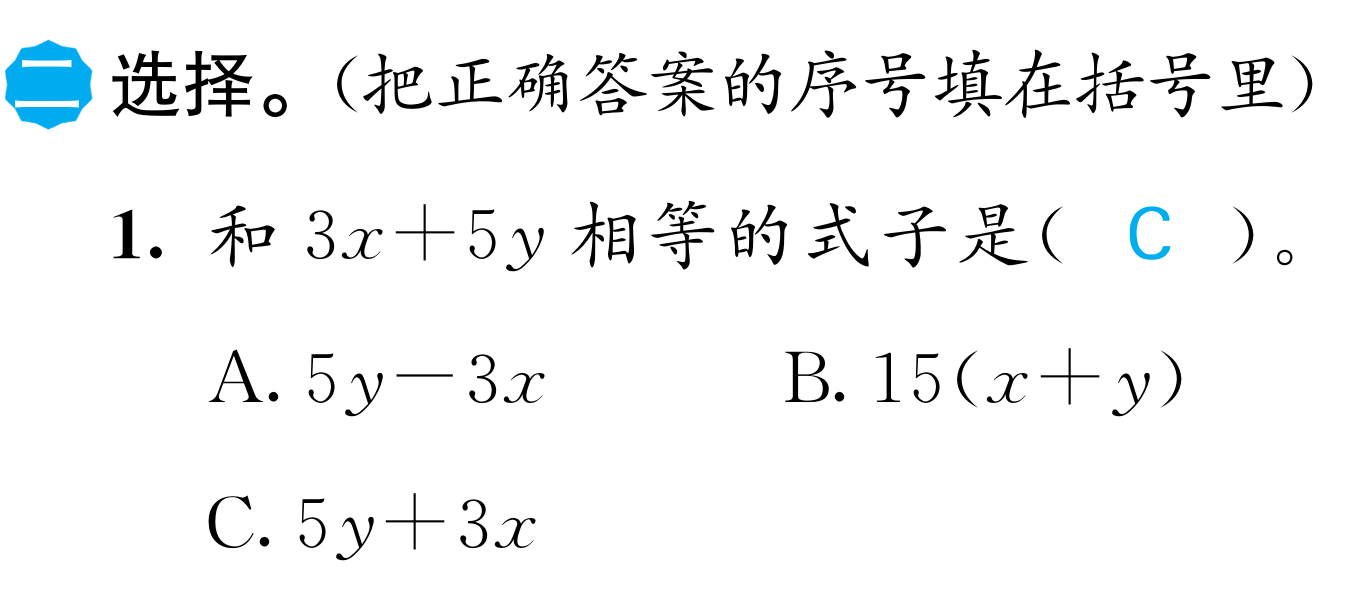 二 选择。(把正确答案的序号填在括号里)
1. 和 3x+5y 相等的式子是( C )。
A. 5y-3x B. 15(x+y)
C. 5y+3x